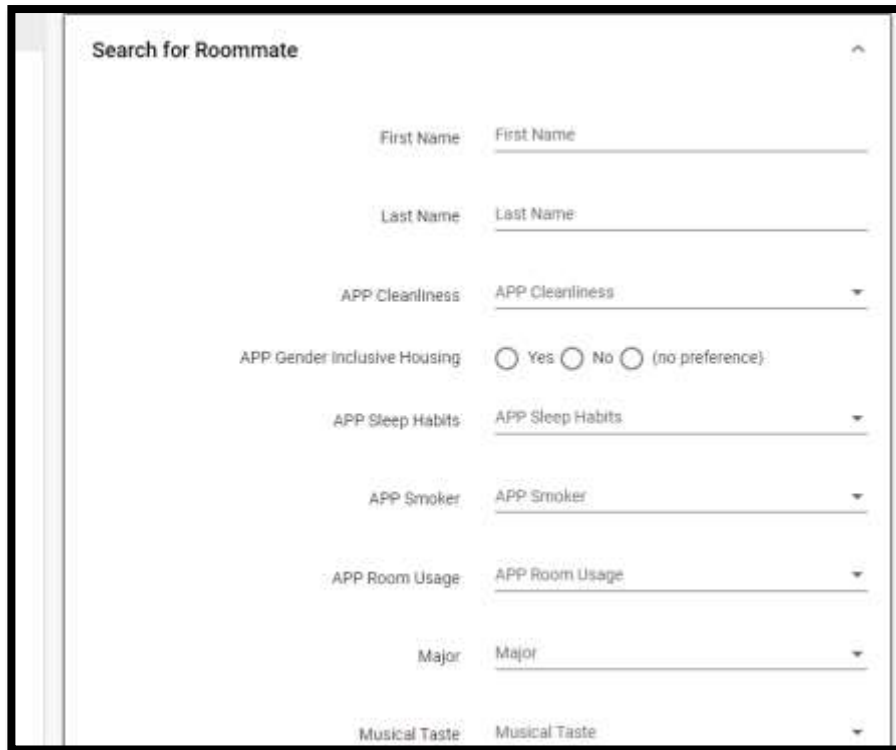 Search for Roommate
First Name First Name
Last Name Last Name
APP Cleanliness APP Cleanliness
APP Gender Inclusive Housing Yes No (no preference)
APP Sleep Habits APP Sleep Habits
APP Smoker APP Smoker
APP Room Usage APP Room Usage
Major Major
Musical Taste Musical Taste